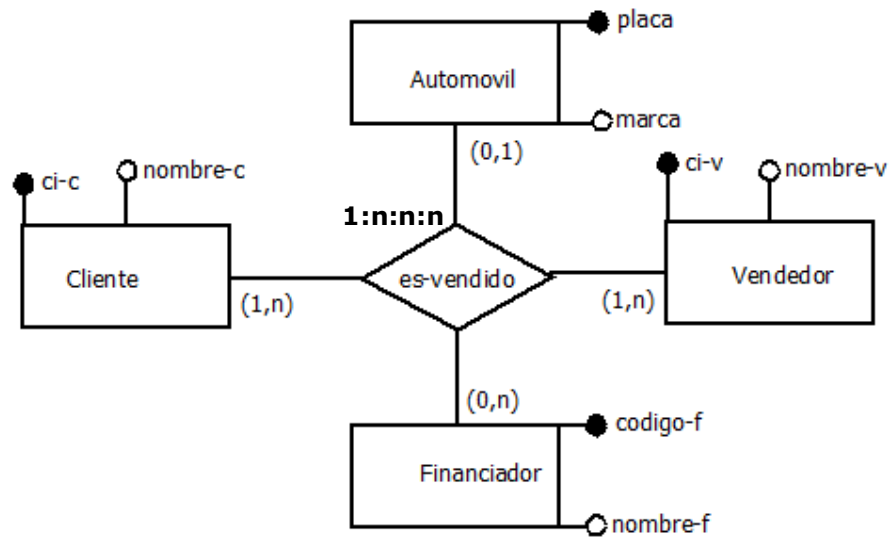 placa
Automovil
marca
(0,1)
ci-c
nombre-c
ci-v
nombre-v
1:n:n:n
Cliente
es-vendido
Vendedor
(1,n)
(1,n)
(0,n)
codigo-f
Financiador
nombre-f